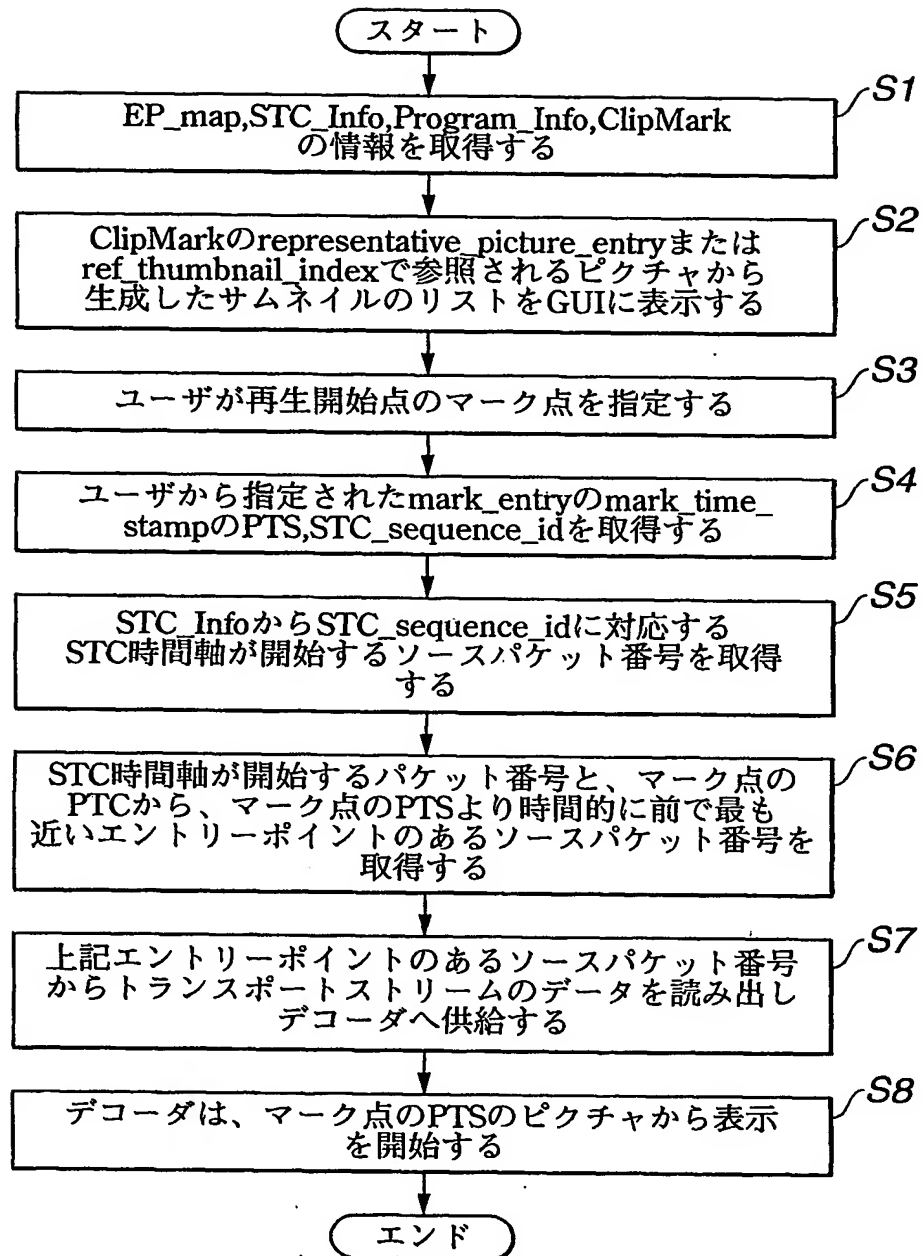 スタート
S1
EP_map,STC_Info,Program_Info,ClipMark
の情報を取得する
S2
ClipMarkのrepresentative_picture_entryまたは
ref_thumbnail_indexで参照されるピクチャから
生成したサムネイルのリストをGUIに表示する
S3
ユーザが再生開始点のマーク点を指定する
S4
ユーザから指定されたmark_entryのmark_time_
stampのPTS,STC_sequence_idを取得する
S5
STC_InfoからSTC_sequence_idに対応する
STC時間軸が開始するソースパケット番号を取得
する
S6
STC時間軸が開始するパケット番号と、マーク点の
PTCから、マーク点のPTSより時間的に前で最も
近いエントリーポイントのあるソースパケット番号を
取得する
S7
上記エントリーポイントのあるソースパケット番号
からトランスポートストリームのデータを読み出し
デコーダへ供給する
S8
デコーダは、マーク点のPTSのピクチャから表示
を開始する
エンド